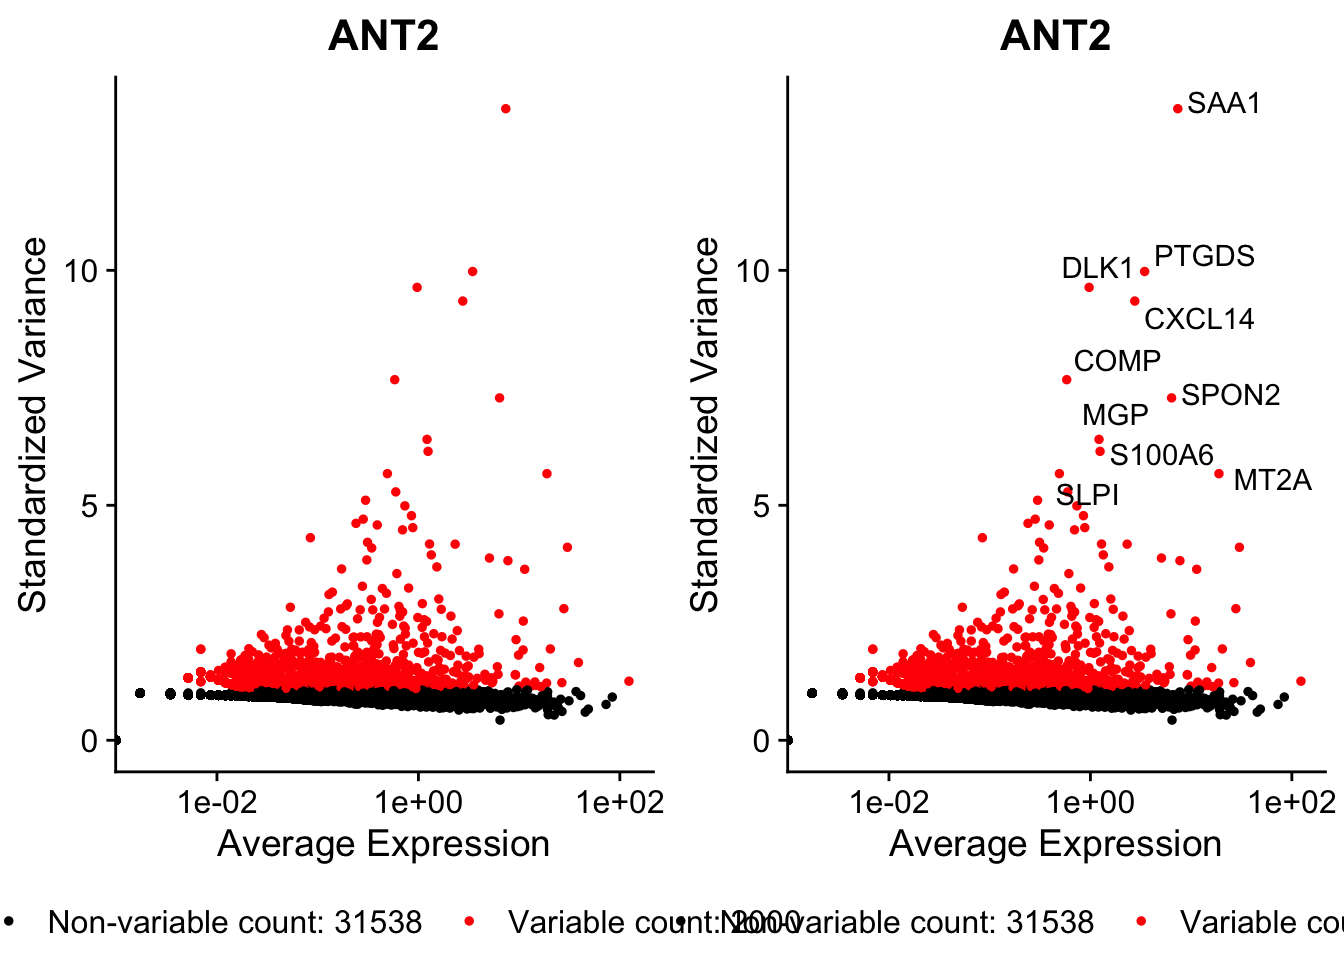 ANT2
ANT2
Standardized Variance
10
5
0
1e-02
1e+00
1e+02
Average Expression
Standardized Variance
10
5
0
SAA1
PTGDS
DLK1
CXCL14
COMP
SPON2
MGP
S100A6
MT2A
SLPI
1e-02
1e+00
1e+02
Average Expression
Non-variable count: 31538
Variable count: 2000
Non-variable count: 31538
Variable cou